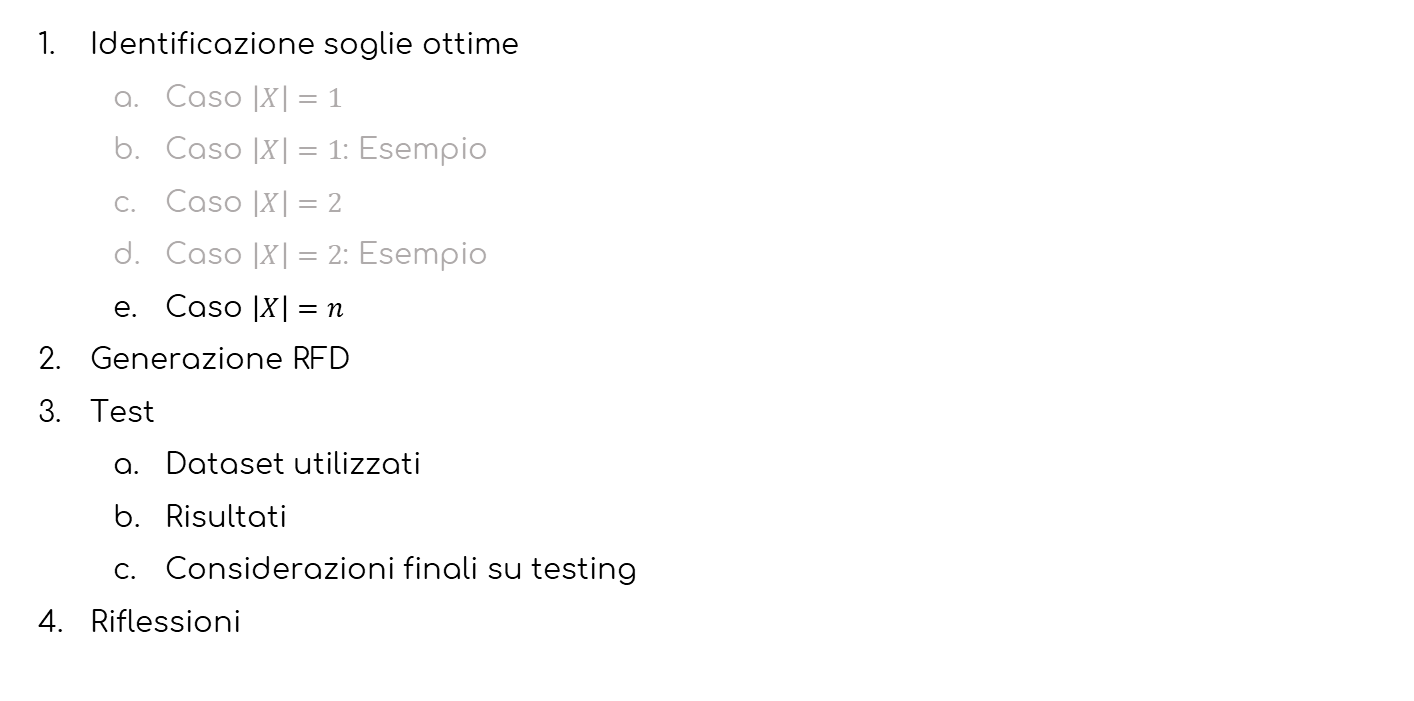 1. Identificazione soglie ottime
a. Caso |X| = 1
b. Caso |X| = 1: Esempio
c. Caso |X| = 2
d. Caso |X| = 2: Esempio
e. Caso |X| = n
2. Generazione RFD
3. Test
a. Dataset utilizzati
b. Risultati
c. Considerazioni finali su testing
4. Riflessioni